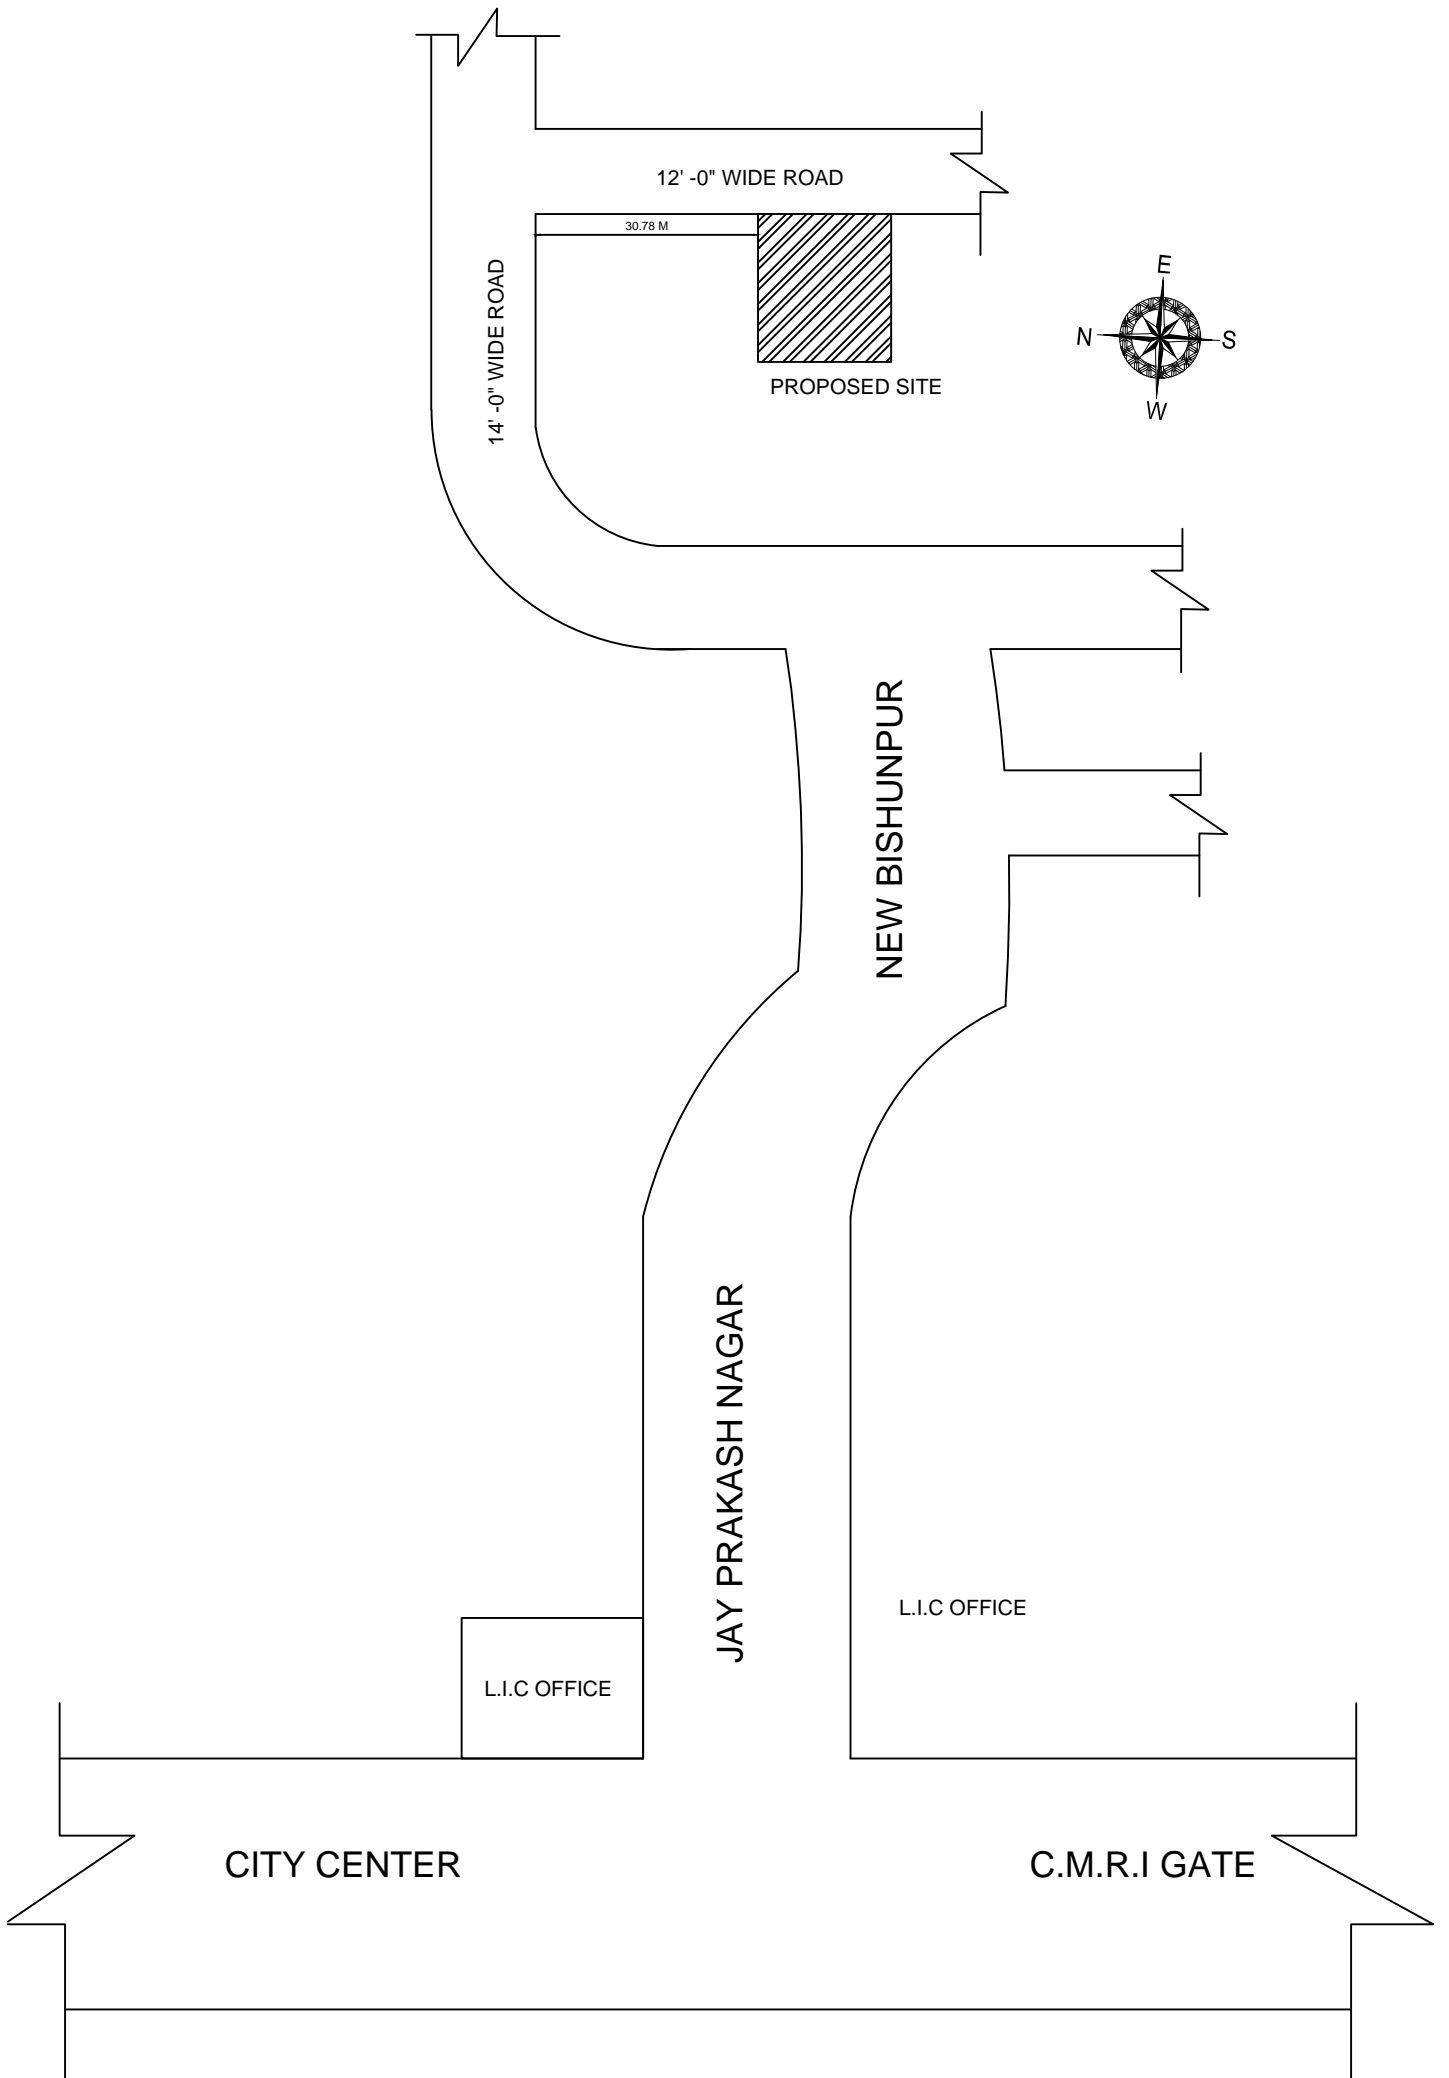 12' -0" WIDE ROAD
30.78 M
14' -0" WIDE ROAD
E
N
S
W
PROPOSED SITE
NEW BISHUNPUR
JAY PRAKASH NAGAR
L.I.C OFFICE
L.I.C OFFICE
CITY CENTER
C.M.R.I GATE